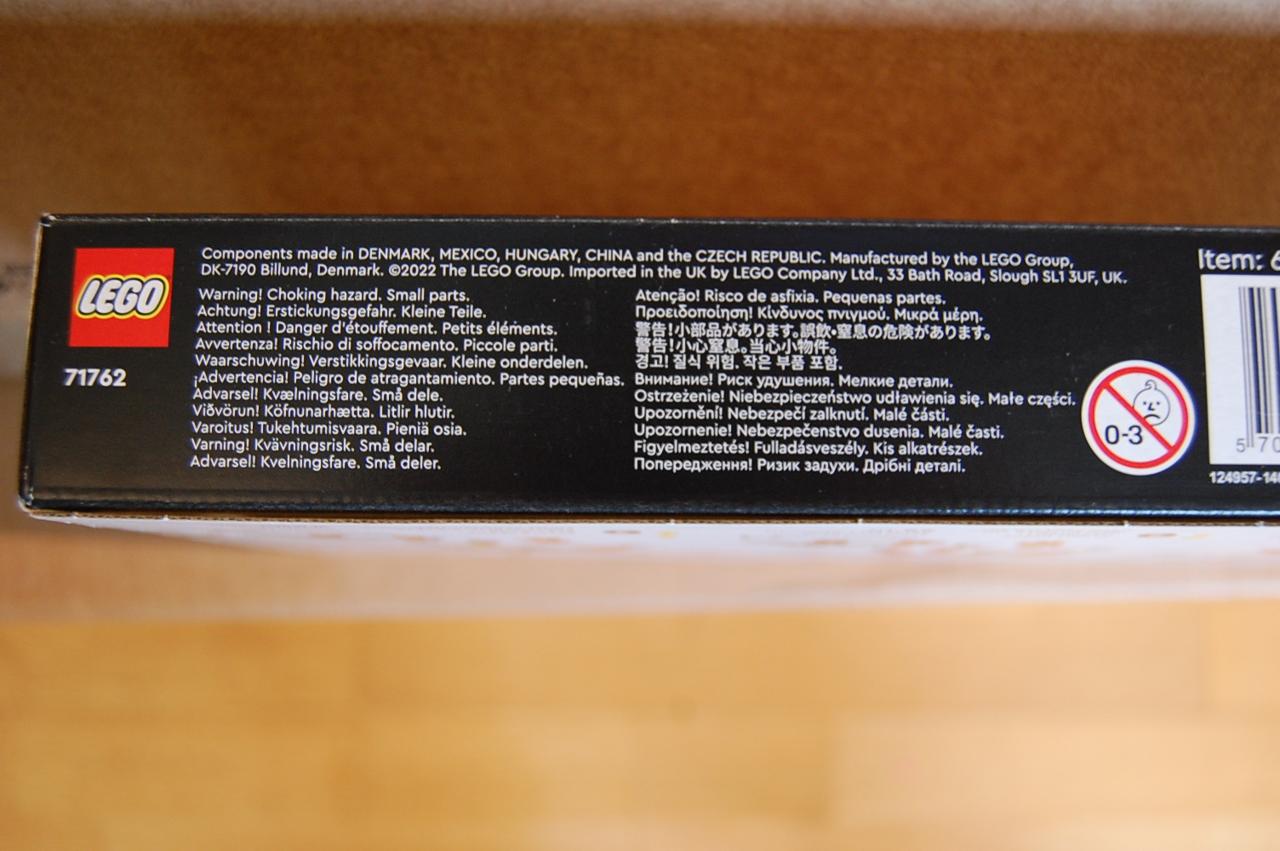 Components made in DENMARK, MEXICO, HUNGARY, CHINA and the CZECH REPUBLIC. Manufactured by the LEGO Group,
DK-7190 Billund, Denmark. ©2022 The LEGO Group. Imported in the UK by LEGO Company Ltd., 33 Bath Road, Slough SL1 3UF, UK.
LEGO
71762
Warning! Choking hazard. Small parts.
Achtung! Erstickungsgefahr. Kleine Teile.
Attention ! Danger d'étouffement. Petits éléments.
Avvertenza! Rischio di soffocamento. Piccole parti.
Waarschuwing! Verstikkingsgevaar. Kleine onderdelen.
¡Advertencia! Peligro de atragantamiento. Partes pequeñas.
Advarsel! Kvælningsfare. Små dele.
Viðvörun! Köfnunarhætta. Litlir hlutir.
Varoitus! Tukehtumisvaara. Pieniä osia.
Varning! Kvävningsrisk. Små delar.
Advarsel! Kvelningsfare. Små deler.
Atenção! Risco de asfixia. Pequenas partes.
Προειδοποίηση! Κίνδυνος πνιγμού. Μικρά μέρη.
警告!小部品があります。誤飲・窒息の危険があります。
警告!小心窒息。当心小物件。
경고! 질식 위험. 작은 부품 포함.
Внимание! Риск удушения. Мелкие детали.
Ostrzeżenie! Niebezpieczeństwo udławienia się. Małe części.
Upozornění! Nebezpečí zalknutí. Malé části.
Upozornenie! Nebezpečenstvo dusenia. Malé časti.
Figyelmeztetés! Fulladásveszély. Kis alkatrészek.
Попередження! Ризик задухи. Дрібні деталі.
0-3
Item: 6
5 70
124957-14